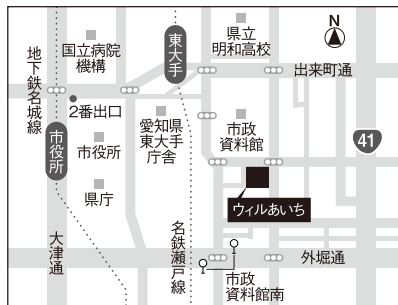 国立病院
機構
東大手
県立
明和高校
N
地下鉄名城線
出来町通
2番出口
愛知県
東大手
庁舎
市政
資料館
41
市役所
市役所
県庁
ウィルあいち
大津通
名鉄瀬戸線
外堀通
市政
資料館南